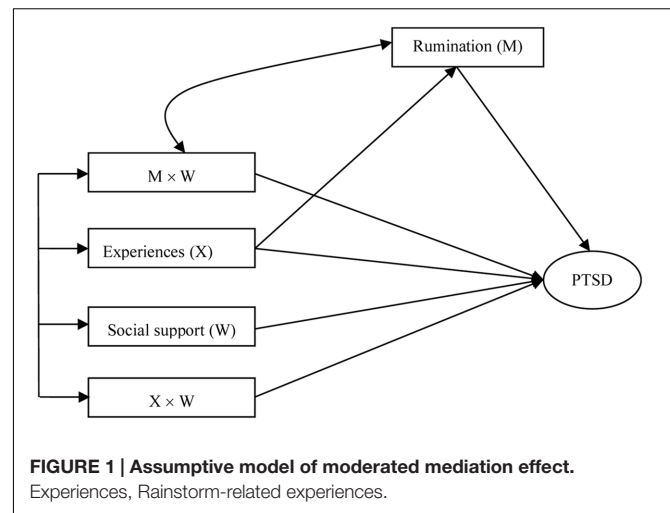 Rumination (M)
M × W
Experiences (X)
PTSD
Social support (W)
X × W
FIGURE 1 | Assumptive model of moderated mediation effect.
Experiences, Rainstorm-related experiences.